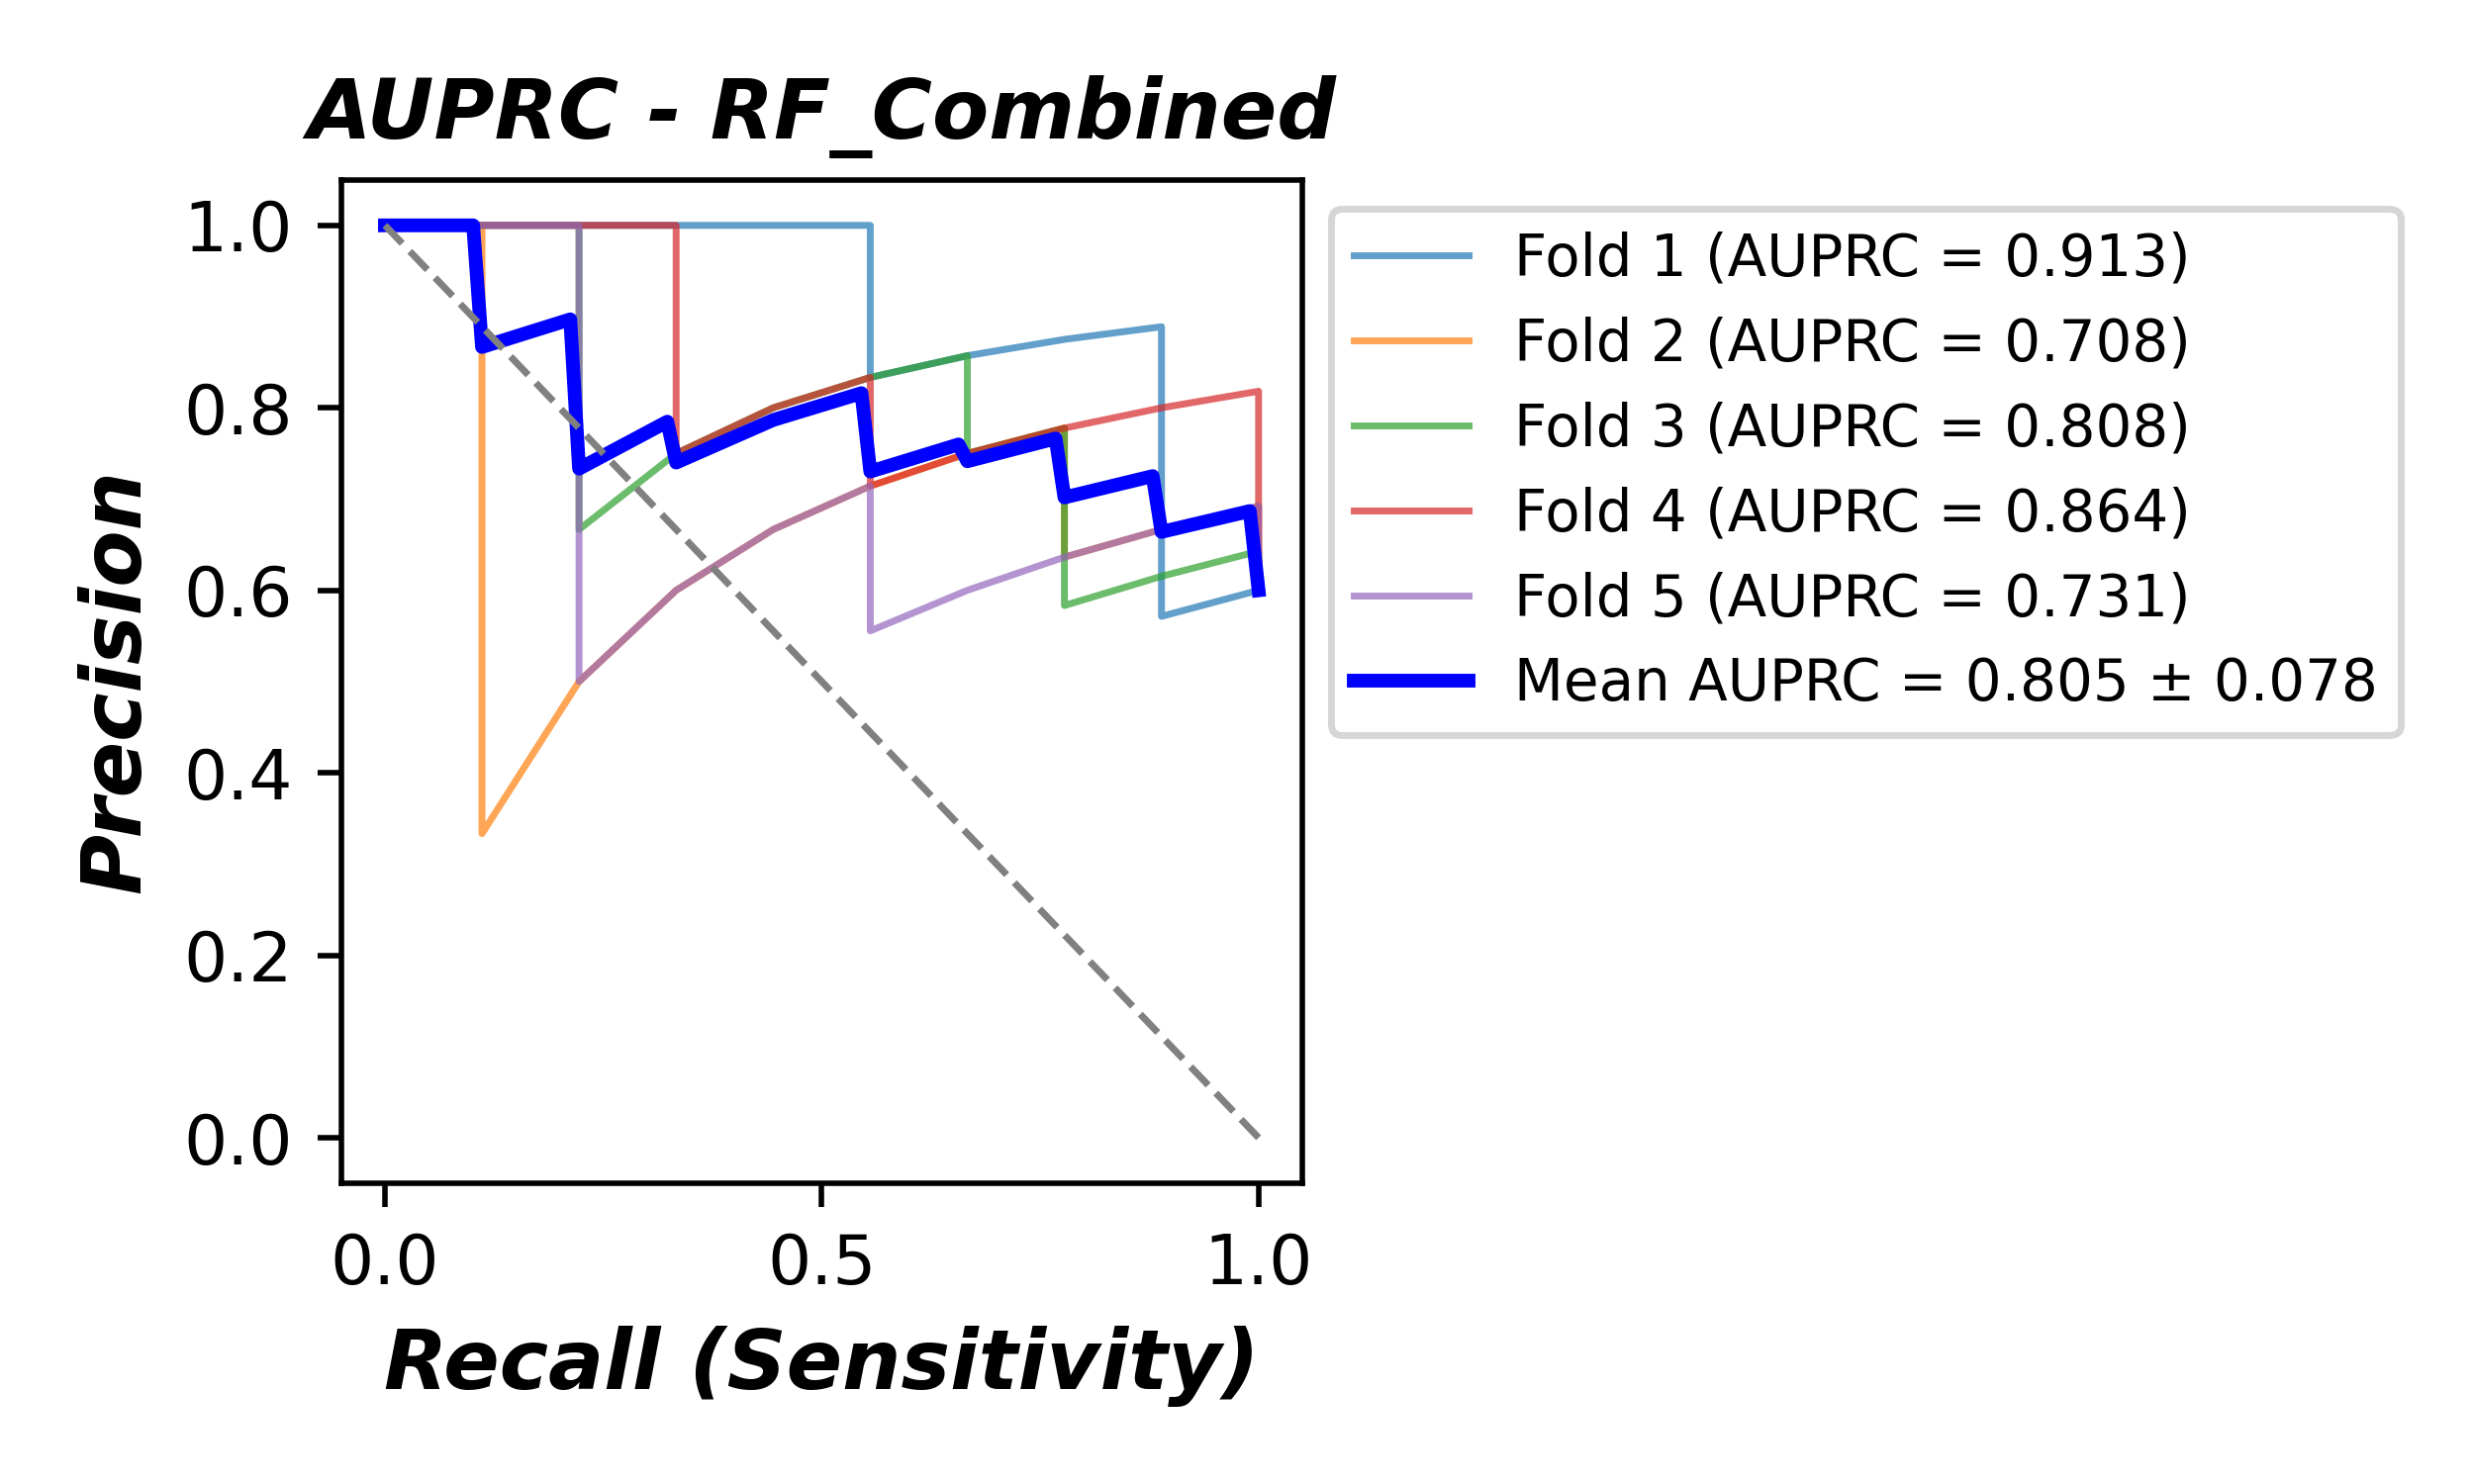 AUPRC - RF_Combined
Precision
1.0
0.8
0.6
0.4
0.2
0.0
0.0 0.5 1.0
Recall (Sensitivity)
Fold 1 (AUPRC = 0.913)
Fold 2 (AUPRC = 0.708)
Fold 3 (AUPRC = 0.808)
Fold 4 (AUPRC = 0.864)
Fold 5 (AUPRC = 0.731)
Mean AUPRC = 0.805 ± 0.078